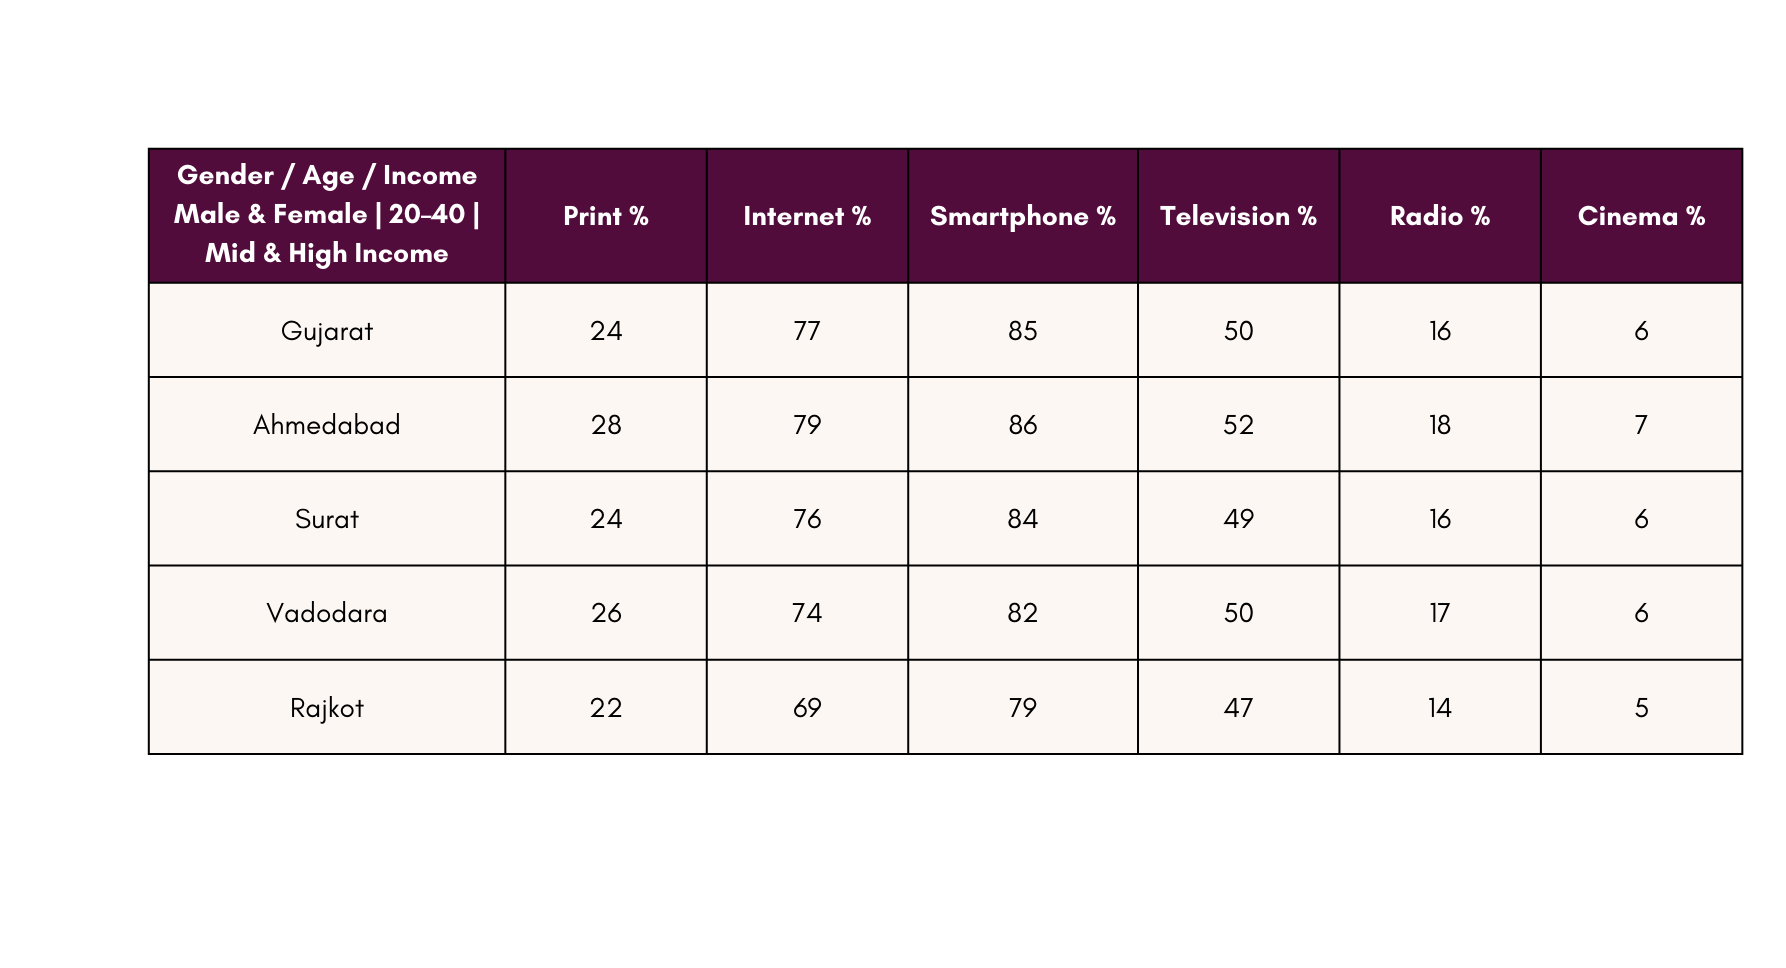 Gender / Age / Income
Male & Female | 20–40 |
Mid & High Income
Print %
Internet %
Smartphone %
Television %
Radio %
Cinema %
Gujarat 24 77 85 50 16 6
Ahmedabad 28 79 86 52 18 7
Surat 24 76 84 49 16 6
Vadodara 26 74 82 50 17 6
Rajkot 22 69 79 47 14 5